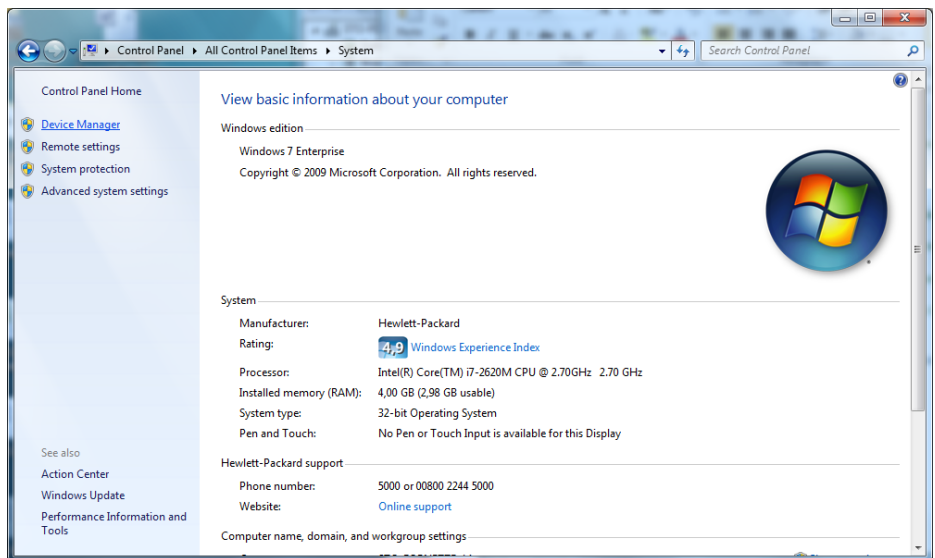 Control Panel ▸ All Control Panel Items ▸ System
Search Control Panel
Control Panel Home
Device Manager
Remote settings
System protection
Advanced system settings
See also
Action Center
Windows Update
Performance Information and
Tools
View basic information about your computer
Windows edition
Windows 7 Enterprise
Copyright © 2009 Microsoft Corporation. All rights reserved.
System
Manufacturer: Hewlett-Packard
Rating: 4,9 Windows Experience Index
Processor: Intel(R) Core(TM) i7-2620M CPU @ 2.70GHz 2.70 GHz
Installed memory (RAM): 4,00 GB (2,98 GB usable)
System type: 32-bit Operating System
Pen and Touch: No Pen or Touch Input is available for this Display
Hewlett-Packard support
Phone number: 5000 or 00800 2244 5000
Website: Online support
Computer name, domain, and workgroup settings